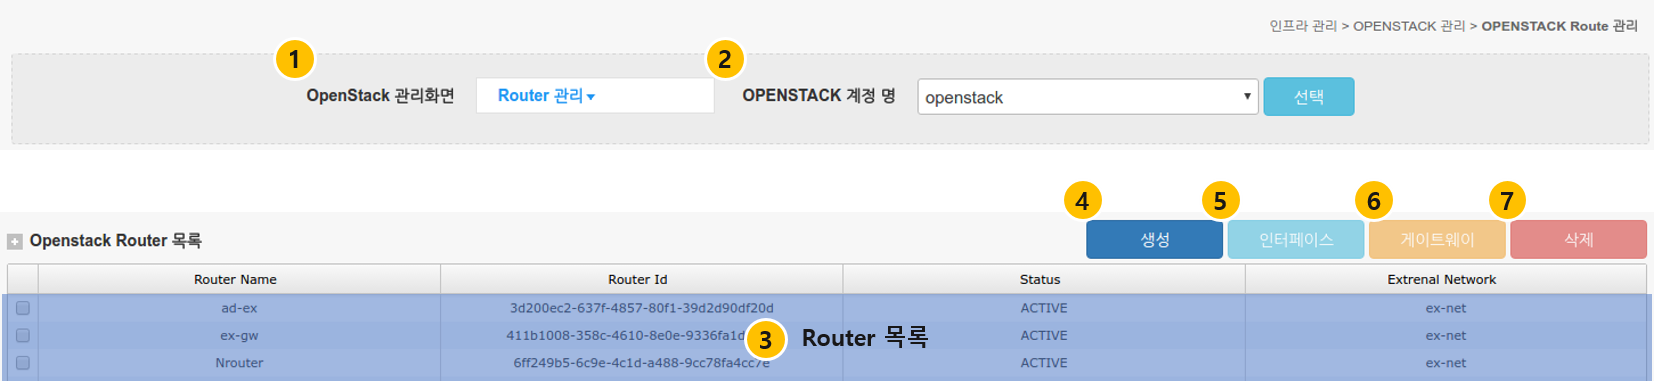 인프라 관리 > OPENSTACK 관리 > OPENSTACK Route 관리
1 2
OpenStack 관리화면 Router 관리 OPENSTACK 계정 명 openstack 선택
4 5 6 7
Openstack Router 목록 생성 인터페이스 게이트웨이 삭제
Router Name Router Id Status Extrenal Network
ad-ex 3d200ec2-637f-4857-80f1-39d2d90df20d ACTIVE ex-net
ex-gw 411b1008-358c-4610-8e0e-9336fa1d ACTIVE ex-net
3 Router 목록
Nrouter 6ff249b5-6c9e-4c1d-a488-9cc78fa4cc7e ACTIVE ex-net